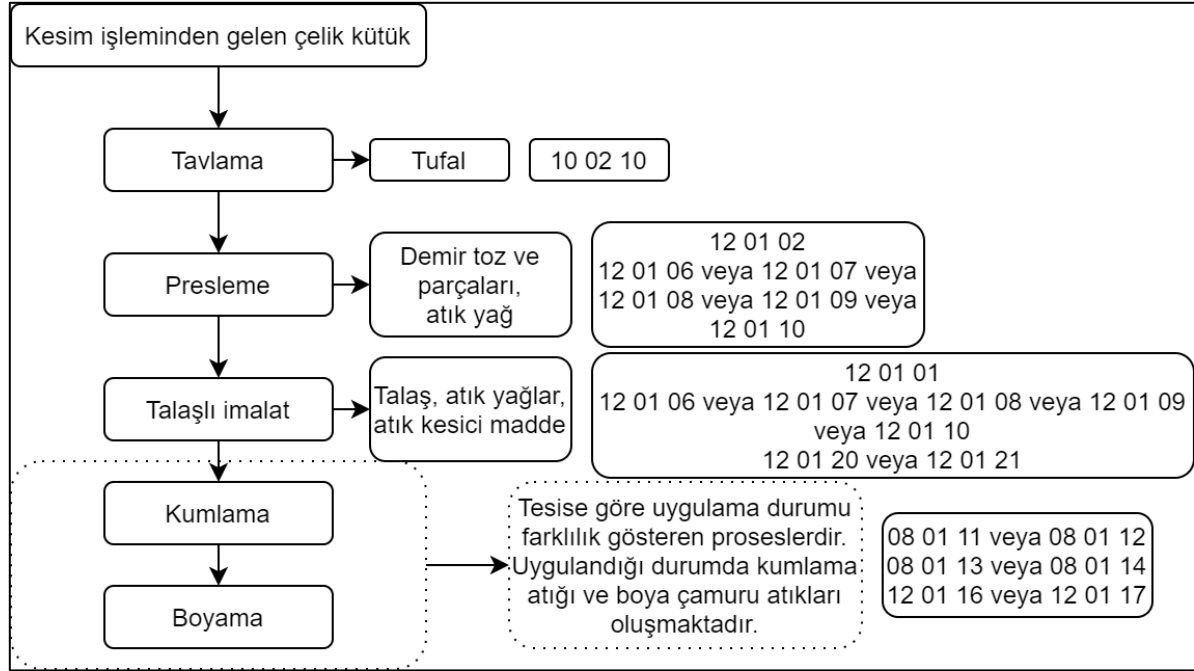 Kesim işleminden gelen çelik kütük
Tavlama
Tufal
10 02 10
Presleme
Demir toz ve
parçaları,
atık yağ
12 01 02
12 01 06 veya 12 01 07 veya
12 01 08 veya 12 01 09 veya
12 01 10
Talaşlı imalat
Talaş, atık yağlar,
atık kesici madde
12 01 01
12 01 06 veya 12 01 07 veya 12 01 08 veya 12 01 09
veya 12 01 10
12 01 20 veya 12 01 21
Kumlama
Boyama
Tesise göre uygulama durumu
farklılık gösteren proseslerdir.
Uygulandığı durumda kumlama
atığı ve boya çamuru atıkları
oluşmaktadır.
08 01 11 veya 08 01 12
08 01 13 veya 08 01 14
12 01 16 veya 12 01 17